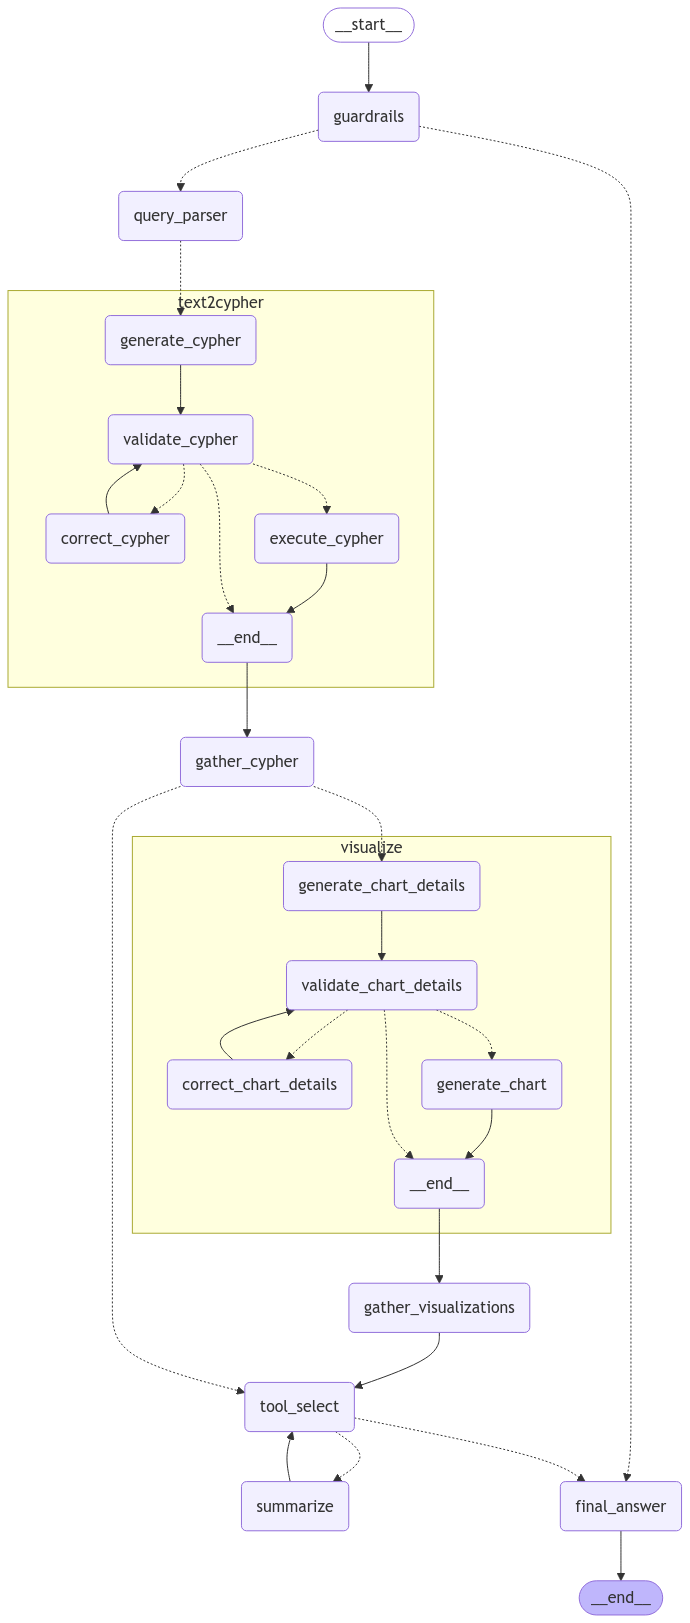 __start__
guardrails
query_parser
text2cypher
generate_cypher
validate_cypher
correct_cypher
execute_cypher
__end__
gather_cypher
visualize
generate_chart_details
validate_chart_details
correct_chart_details
generate_chart
__end__
gather_visualizations
tool_select
summarize
final_answer
__end__